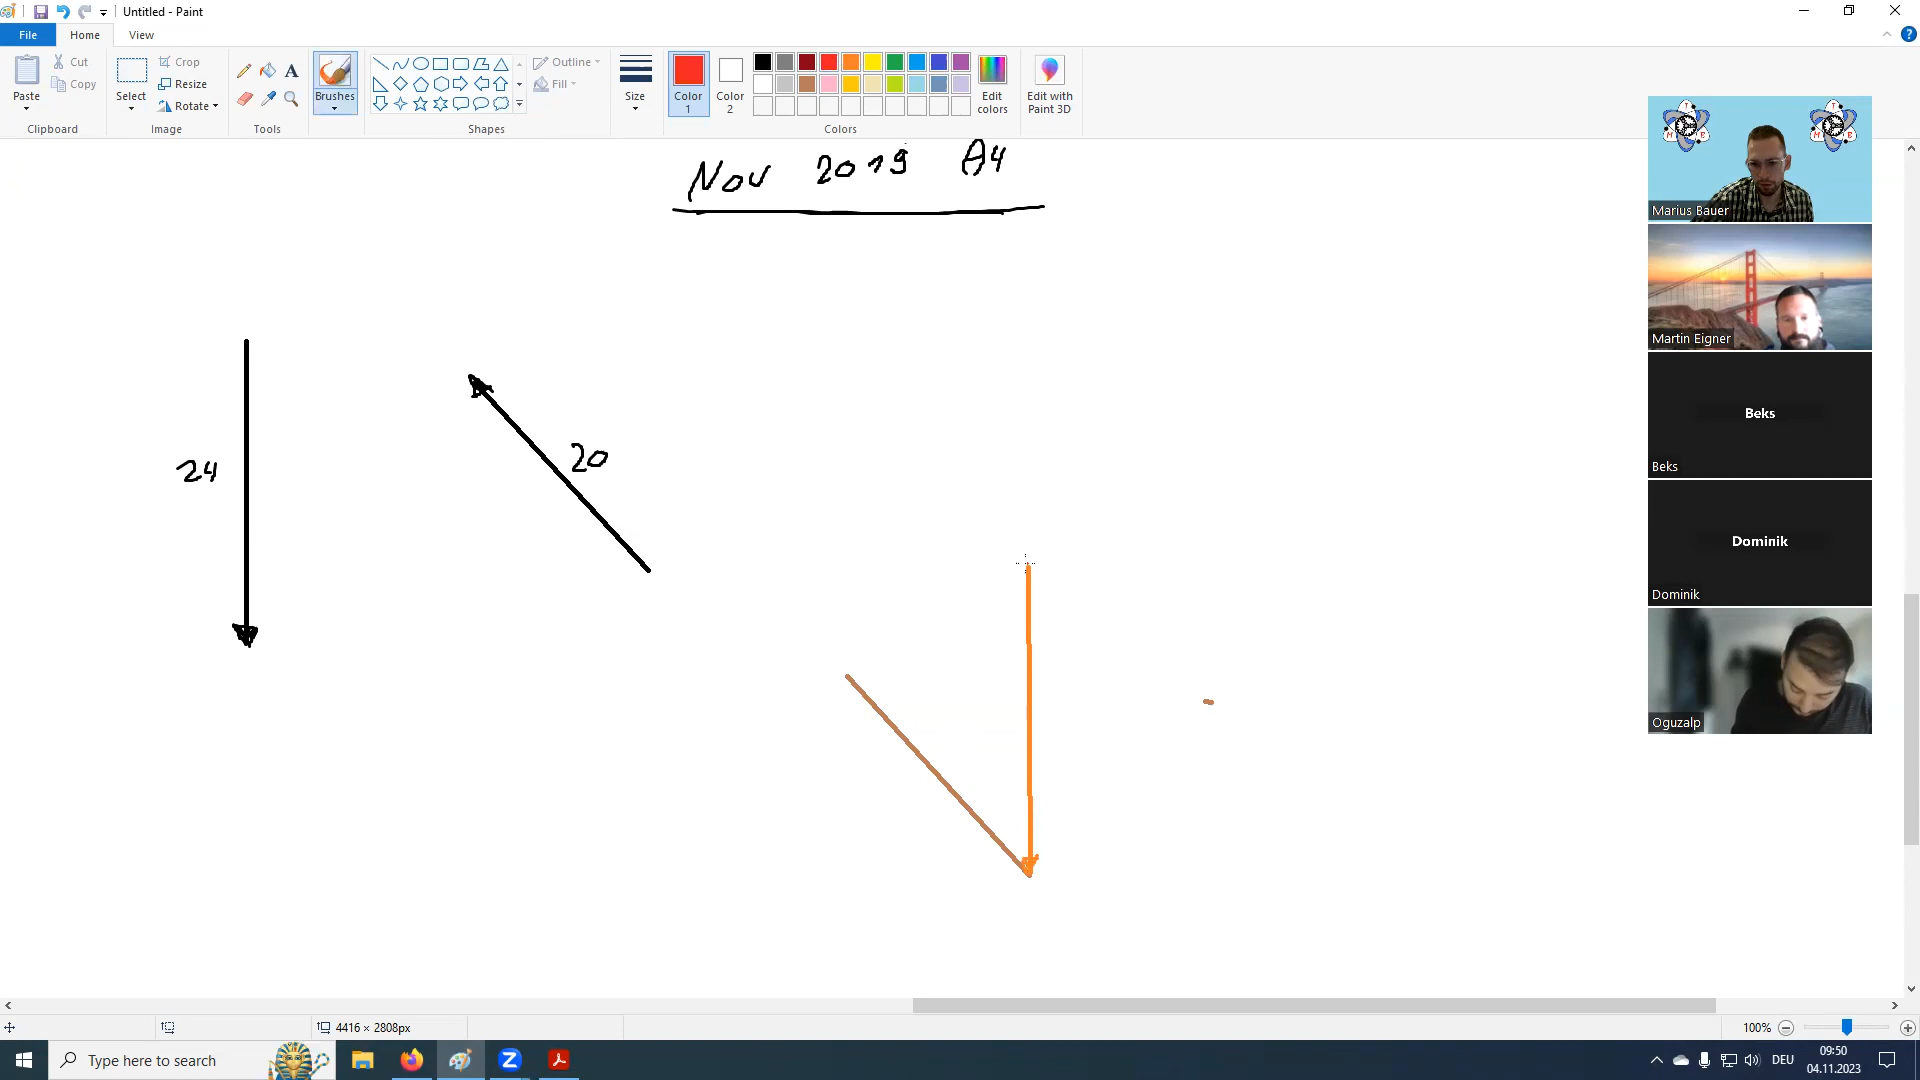 Untitled - Paint
File Home View
Paste
Cut
Copy
Clipboard
Select
Crop
Resize
Rotate
Image
A
Tools
Brushes
Shapes
Outline
Fill
Size
Color 1
Color 2
Colors
Edit colors
Edit with Paint 3D
Nov 2019 A4
24
20
T
M B
T
M B
Marius Bauer
Martin Eigner
Beks
Beks
Dominik
Dominik
Oguzalp
4416 × 2808px
100%
Type here to search
DEU
09:50
04.11.2023